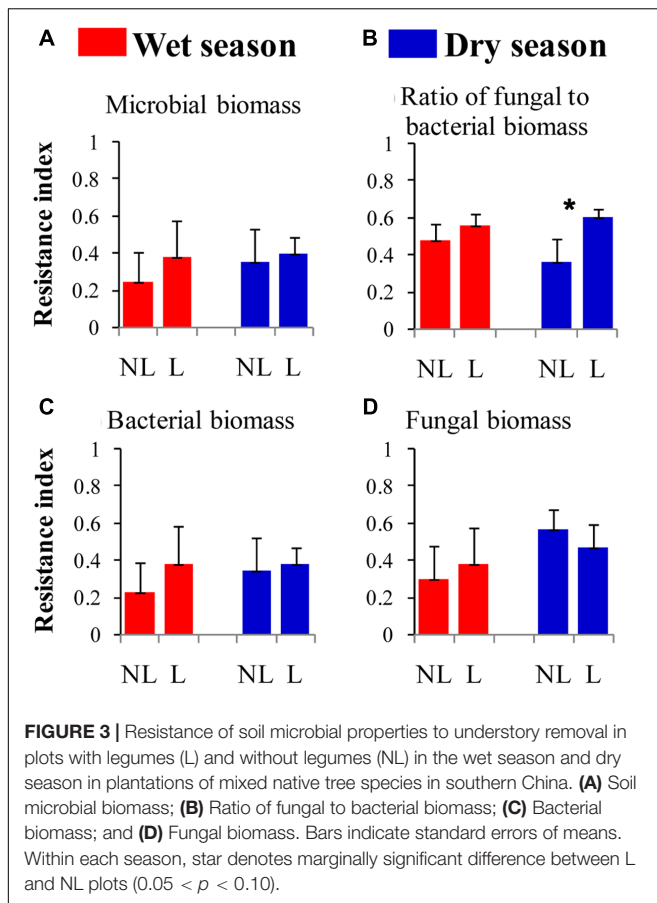 A Wet season B Dry season
Microbial biomass
Ratio of fungal to
bacterial biomass
Resistance index
1
0.8
0.6
0.4
0.2
0
NL L NL L
1
0.8
0.6
0.4
0.2
0
*
NL L NL L
C Bacterial biomass
D Fungal biomass
Resistance index
1
0.8
0.6
0.4
0.2
0
NL L NL L
1
0.8
0.6
0.4
0.2
0
NL L NL L
FIGURE 3 | Resistance of soil microbial properties to understory removal in
plots with legumes (L) and without legumes (NL) in the wet season and dry
season in plantations of mixed native tree species in southern China. (A) Soil
microbial biomass; (B) Ratio of fungal to bacterial biomass; (C) Bacterial
biomass; and (D) Fungal biomass. Bars indicate standard errors of means.
Within each season, star denotes marginally significant difference between L
and NL plots (0.05 < p < 0.10).